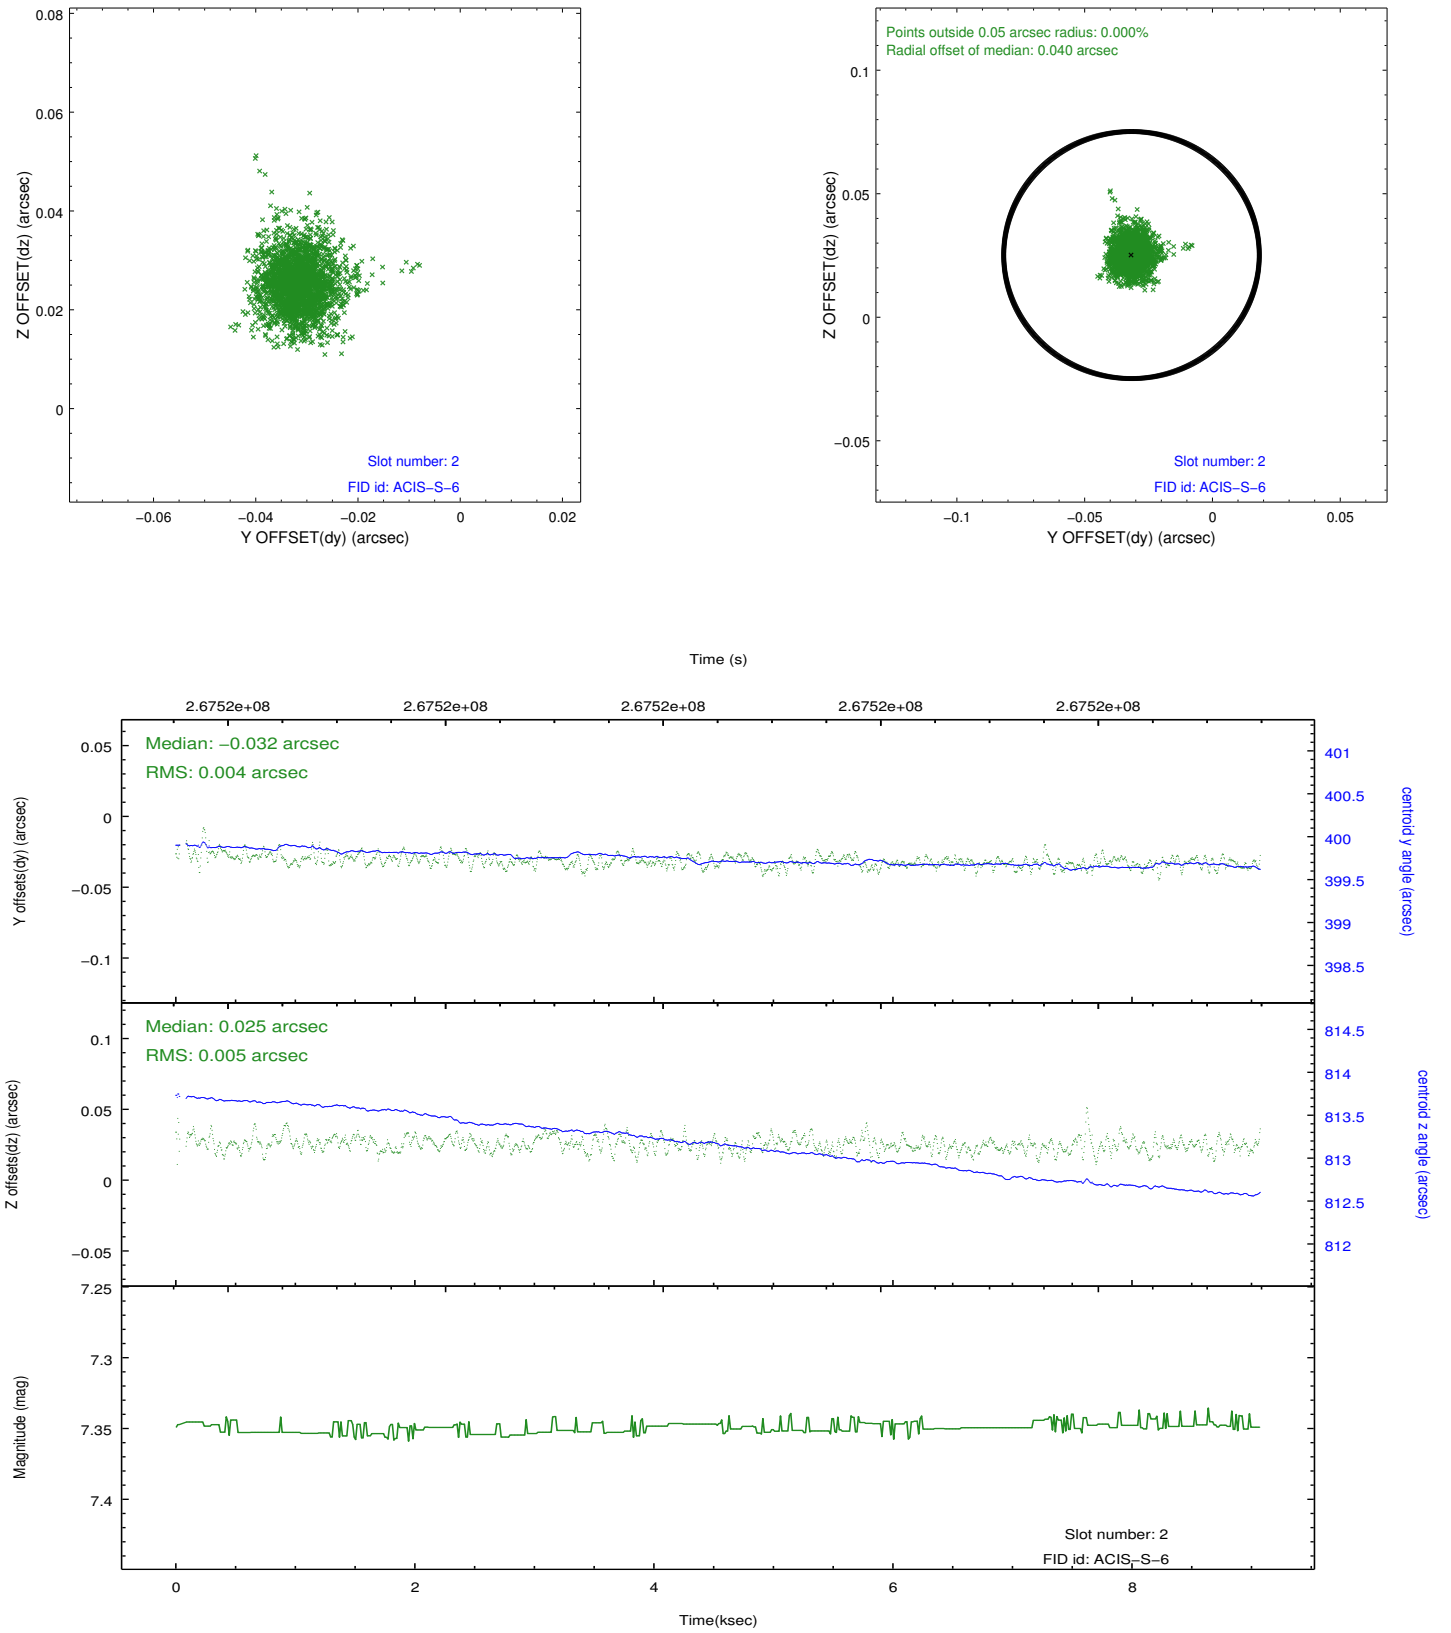 0.08
0.06
0.04
0.02
0
Z OFFSET(dz) (arcsec)
Slot number: 2
FID id: ACIS−S−6
−0.06 −0.04 −0.02 0 0.02
Y OFFSET(dy) (arcsec)
Points outside 0.05 arcsec radius: 0.000%
Radial offset of median: 0.040 arcsec
0.1
0.05
0
−0.05
Z OFFSET(dz) (arcsec)
Slot number: 2
FID id: ACIS−S−6
−0.1 −0.05 0 0.05
Y OFFSET(dy) (arcsec)
Time (s)
2.6752e+08 2.6752e+08 2.6752e+08 2.6752e+08 2.6752e+08
Median: −0.032 arcsec
RMS: 0.004 arcsec
0.05
0
−0.05
−0.1
Y offsets(dy) (arcsec)
401
400.5
400
399.5
399
398.5
centroid y angle (arcsec)
Median: 0.025 arcsec
RMS: 0.005 arcsec
0.1
0.05
0
−0.05
Z offsets(dz) (arcsec)
814.5
814
813.5
813
812.5
812
centroid z angle (arcsec)
7.25
7.3
7.35
7.4
Magnitude (mag)
Slot number: 2
FID id: ACIS−S−6
0 2 4 6 8
Time(ksec)